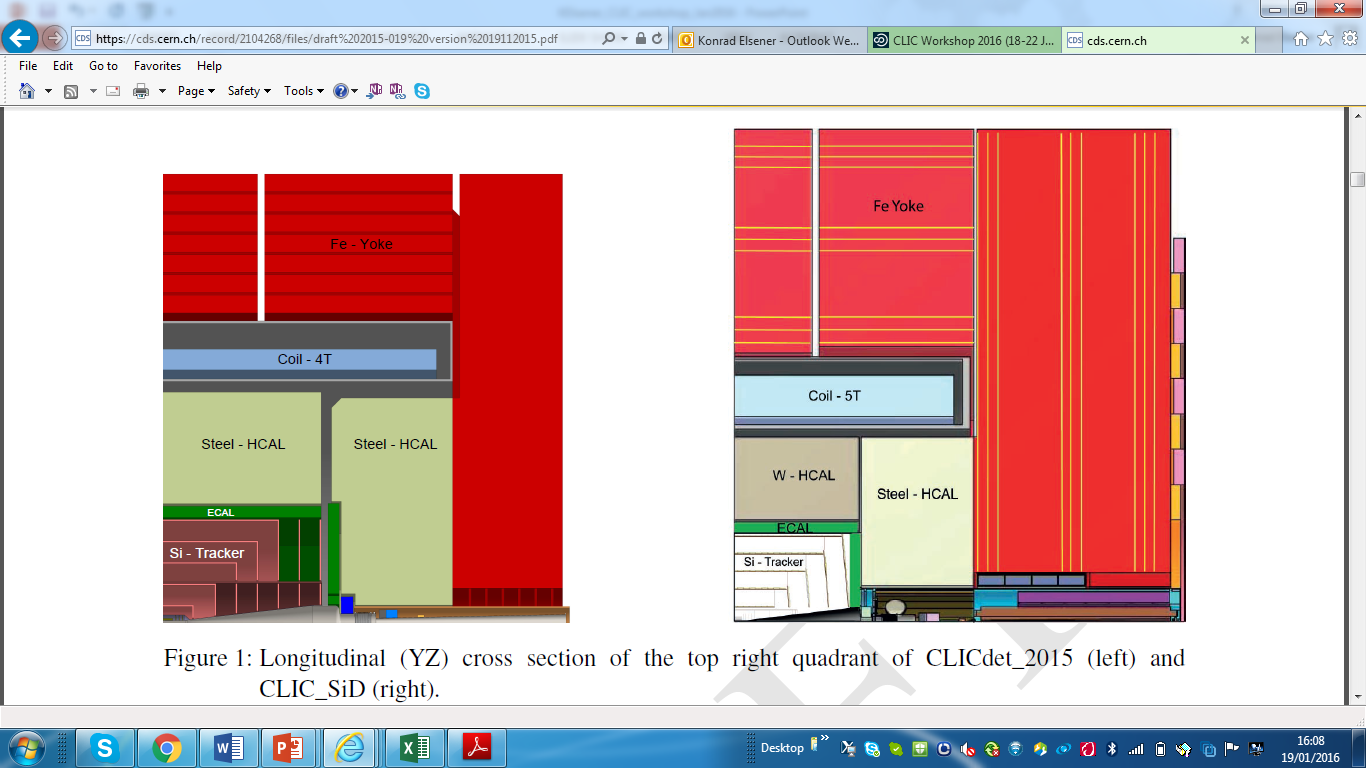 https://cds.cern.ch/record/2104268/files/draft%202015-019%20version%2019112015.pdf
Konrad Elsener - Outlook We...
CLIC Workshop 2016 (18-22 J...
CDS cds.cern.ch
File Edit Go to Favorites Help
Page Safety Tools
Fe - Yoke
Coil - 4T
Steel - HCAL
Steel - HCAL
ECAL
Si - Tracker
Fe Yoke
Coil - 5T
W - HCAL
Steel - HCAL
ECAL
Si - Tracker
Figure 1: Longitudinal (YZ) cross section of the top right quadrant of CLICdet_2015 (left) and
CLIC_SiD (right).
Desktop
16:08
19/01/2016